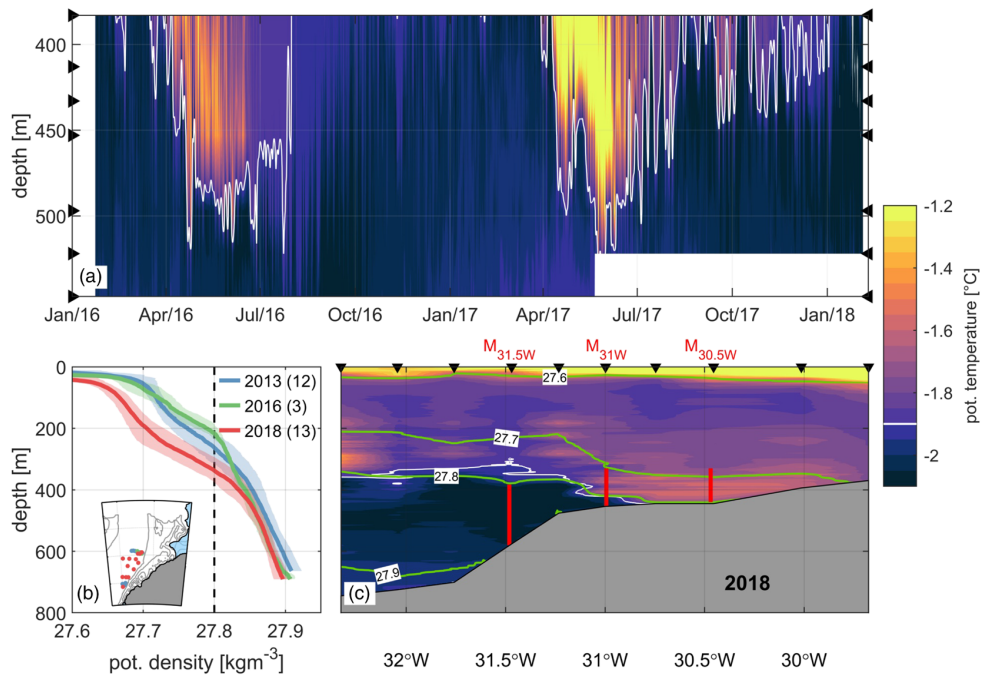 400
450
500
depth [m]
(a)
Jan/16 Apr/16 Jul/16 Oct/16 Jan/17 Apr/17 Jul/17 Oct/17 Jan/18
-1.2
-1.4
-1.6
-1.8
-2
pot. temperature [°C]
0
200
400
600
800
depth [m]
2013 (12)
2016 (3)
2018 (13)
(b)
27.6 27.7 27.8 27.9
pot. density [kgm-3]
M31.5W M31W M30.5W
27.6
27.7
27.8
27.9
(c)
2018
32°W 31.5°W 31°W 30.5°W 30°W